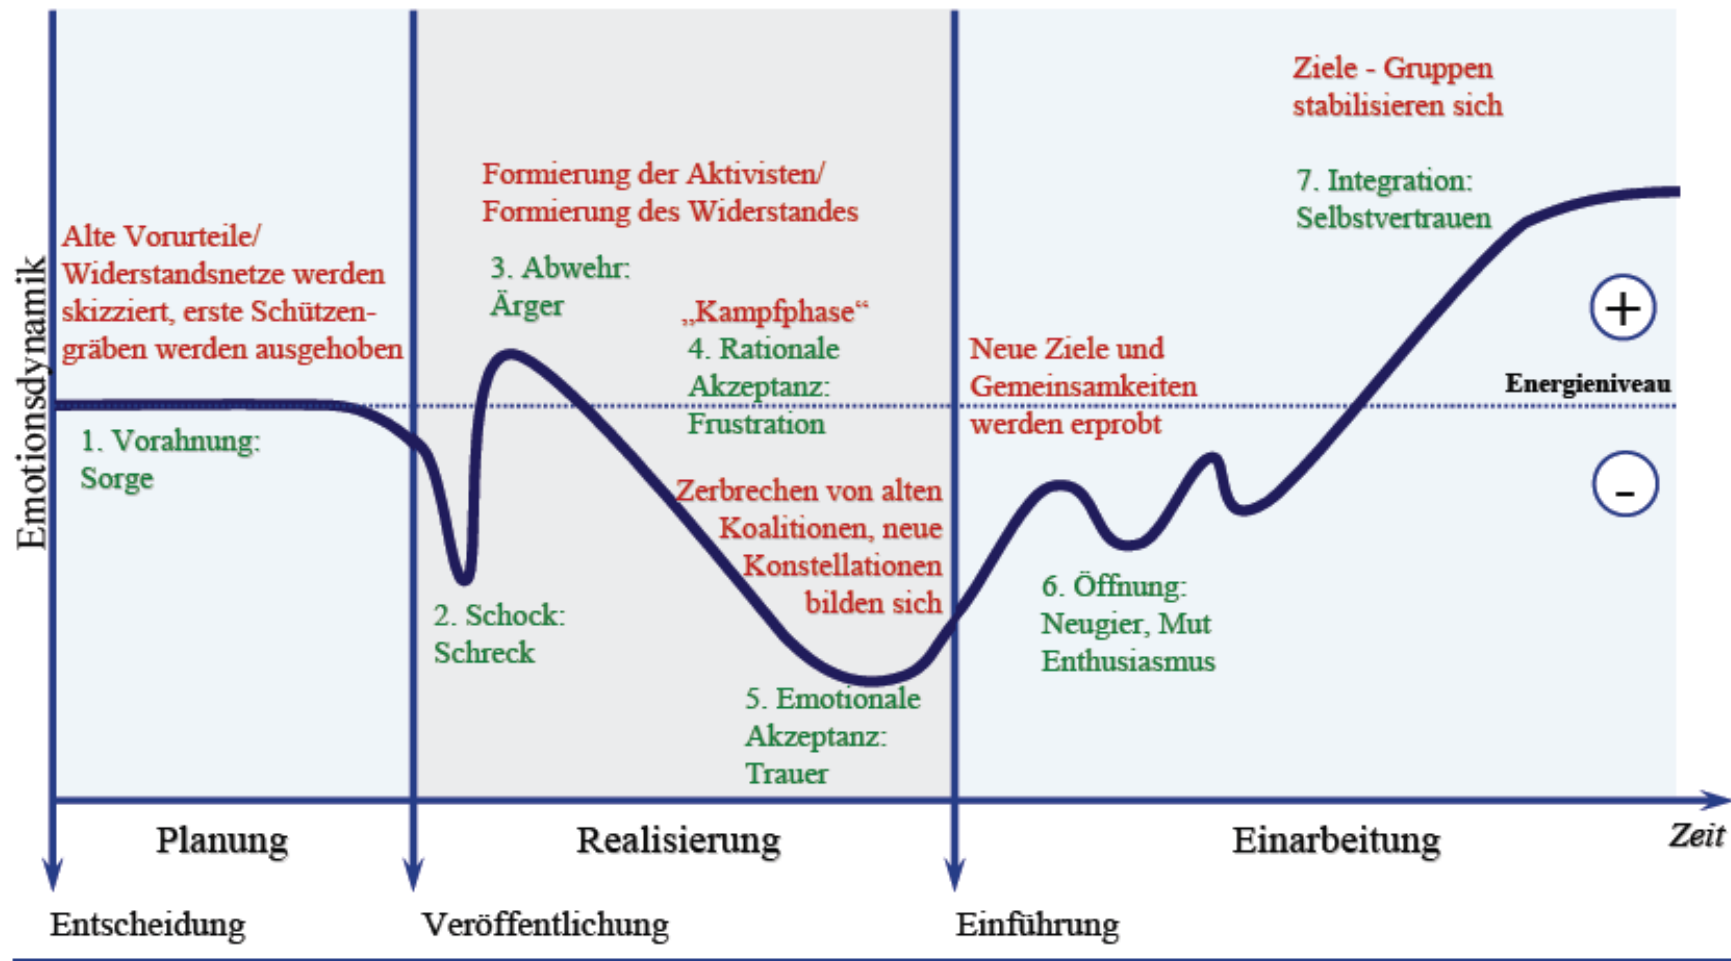 Ziele - Gruppen
stabilisieren sich
Formierung der Aktivisten/
Formierung des Widerstandes
7. Integration:
Selbstvertrauen
Alte Vorurteile/
Widerstandsnetze werden
skizziert, erste Schützen-
gräben werden ausgehoben
3. Abwehr:
Ärger
„Kampfphase“
4. Rationale
Akzeptanz:
Frustration
Neue Ziele und
Gemeinsamkeiten
werden erprobt
+
Energieniveau
-
Emotionsdynamik
1. Vorahnung:
Sorge
Zerbrechen von alten
Koalitionen, neue
Konstellationen
bilden sich
2. Schock:
Schreck
6. Öffnung:
Neugier, Mut
Enthusiasmus
5. Emotionale
Akzeptanz:
Trauer
Planung
Realisierung
Einarbeitung
Zeit
Entscheidung
Veröffentlichung
Einführung